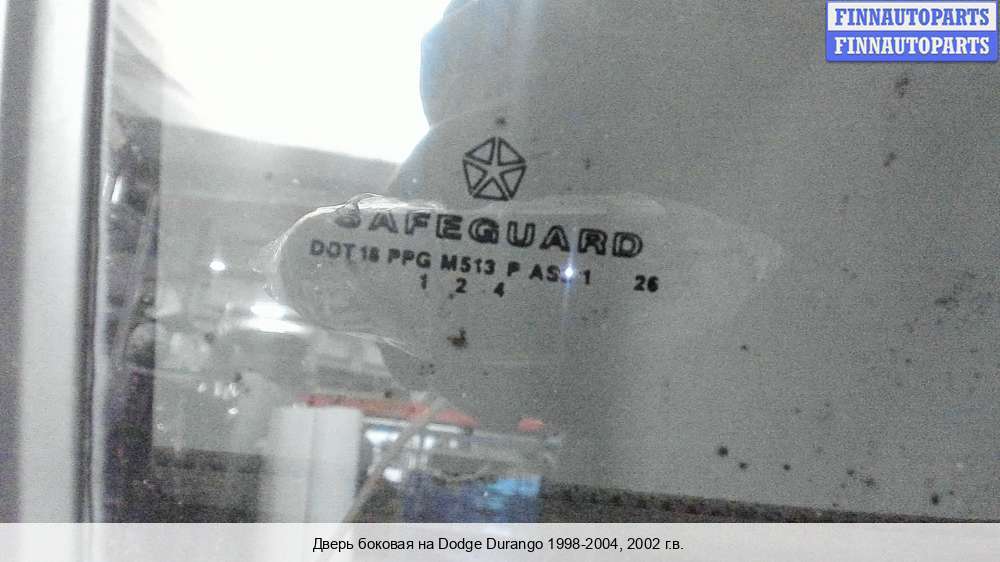 FINNAUTOPARTS
FINNAUTOPARTS
SAFEGUARD
DOT 18 PPG M513 P 1 26
1 2 4
Дверь боковая на Dodge Durango 1998-2004, 2002 г.в.